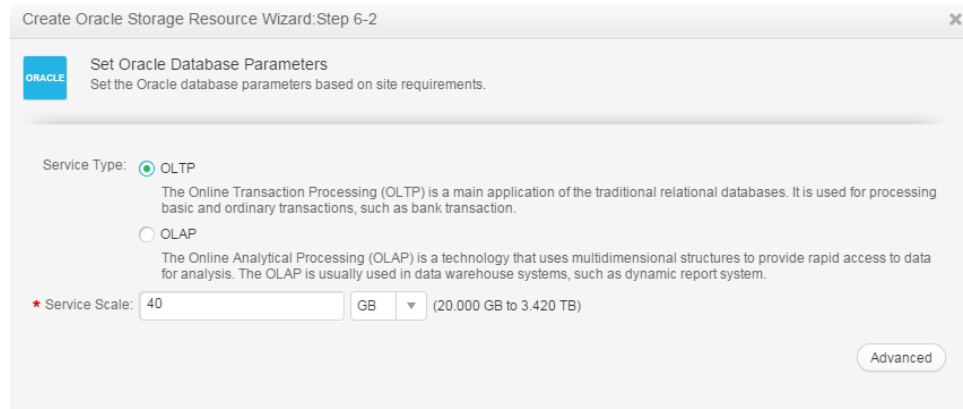 Create Oracle Storage Resource Wizard:Step 6-2
ORACLE
Set Oracle Database Parameters
Set the Oracle database parameters based on site requirements.
Service Type: OLTP
The Online Transaction Processing (OLTP) is a main application of the traditional relational databases. It is used for processing
basic and ordinary transactions, such as bank transaction.
OLAP
The Online Analytical Processing (OLAP) is a technology that uses multidimensional structures to provide rapid access to data
for analysis. The OLAP is usually used in data warehouse systems, such as dynamic report system.
* Service Scale: 40 GB (20.000 GB to 3.420 TB)
Advanced